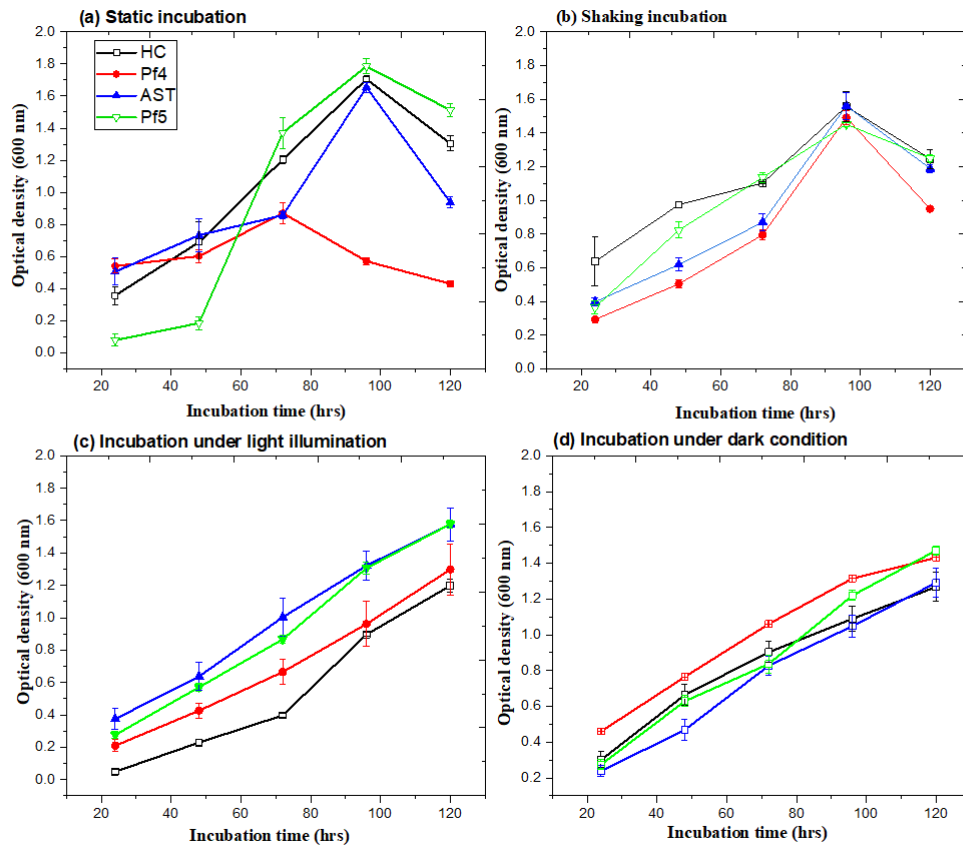 (a) Static incubation
2.0
1.8
1.6
1.4
1.2
1.0
0.8
0.6
0.4
0.2
0.0
Optical density (600 nm)
HC
Pf4
AST
Pf5
20 40 60 80 100 120
Incubation time (hrs)
(b) Shaking incubation
2.0
1.8
1.6
1.4
1.2
1.0
0.8
0.6
0.4
0.2
0.0
Optical density (600 nm)
20 40 60 80 100 120
Incubation time (hrs)
(c) Incubation under light illumination
2.0
1.8
1.6
1.4
1.2
1.0
0.8
0.6
0.4
0.2
0.0
Optical density (600 nm)
20 40 60 80 100 120
Incubation time (hrs)
(d) Incubation under dark condition
2.0
1.8
1.6
1.4
1.2
1.0
0.8
0.6
0.4
0.2
Optical density (600 nm)
20 40 60 80 100 120
Incubation time (hrs)